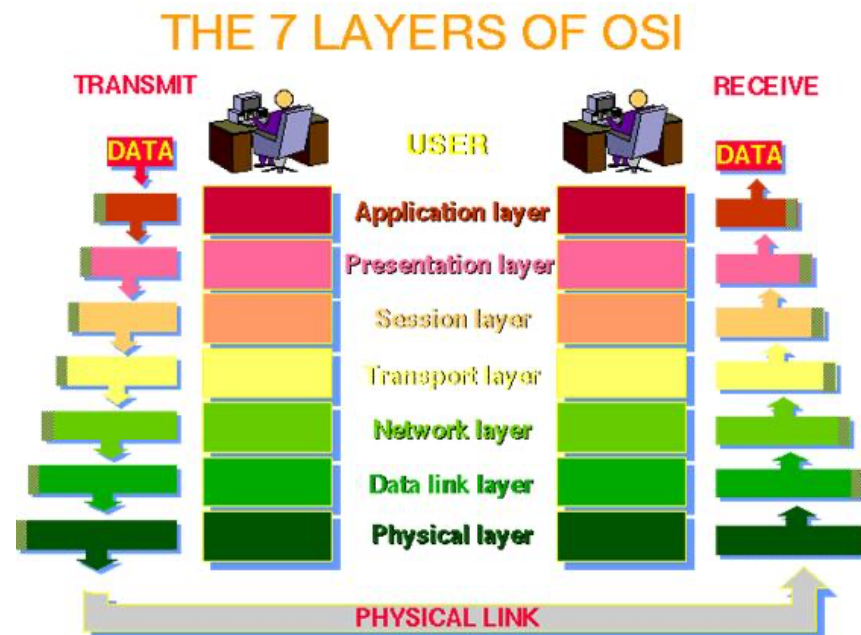 THE 7 LAYERS OF OSI
TRANSMIT
RECEIVE
DATA
USER
DATA
Application layer
Presentation layer
Session layer
Transport layer
Network layer
Data link layer
Physical layer
PHYSICAL LINK